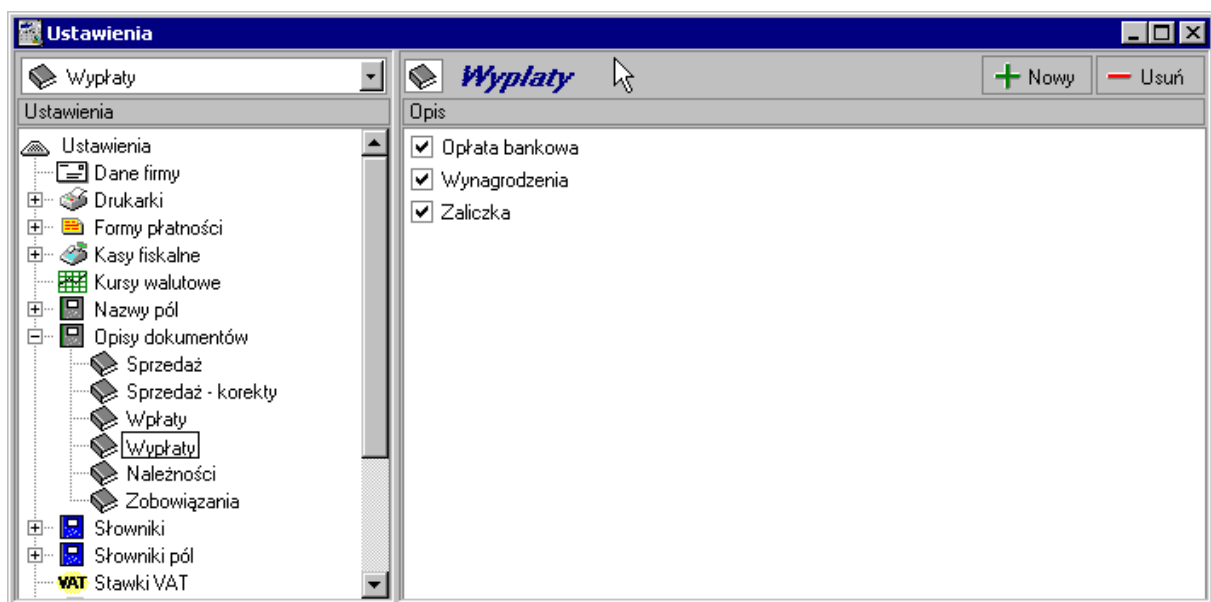 Ustawienia
Wypłaty
Ustawienia
Ustawienia
Dane firmy
Drukarki
Formy płatności
Kasy fiskalne
Kursy walutowe
Nazwy pól
Opisy dokumentów
Sprzedaż
Sprzedaż - korekty
Wpłaty
Wypłaty
Należności
Zobowiązania
Słowniki
Słowniki pól
VAT Stawki VAT
Wypłaty
Nowy
Usuń
Opis
Opłata bankowa
Wynagrodzenia
Zaliczka